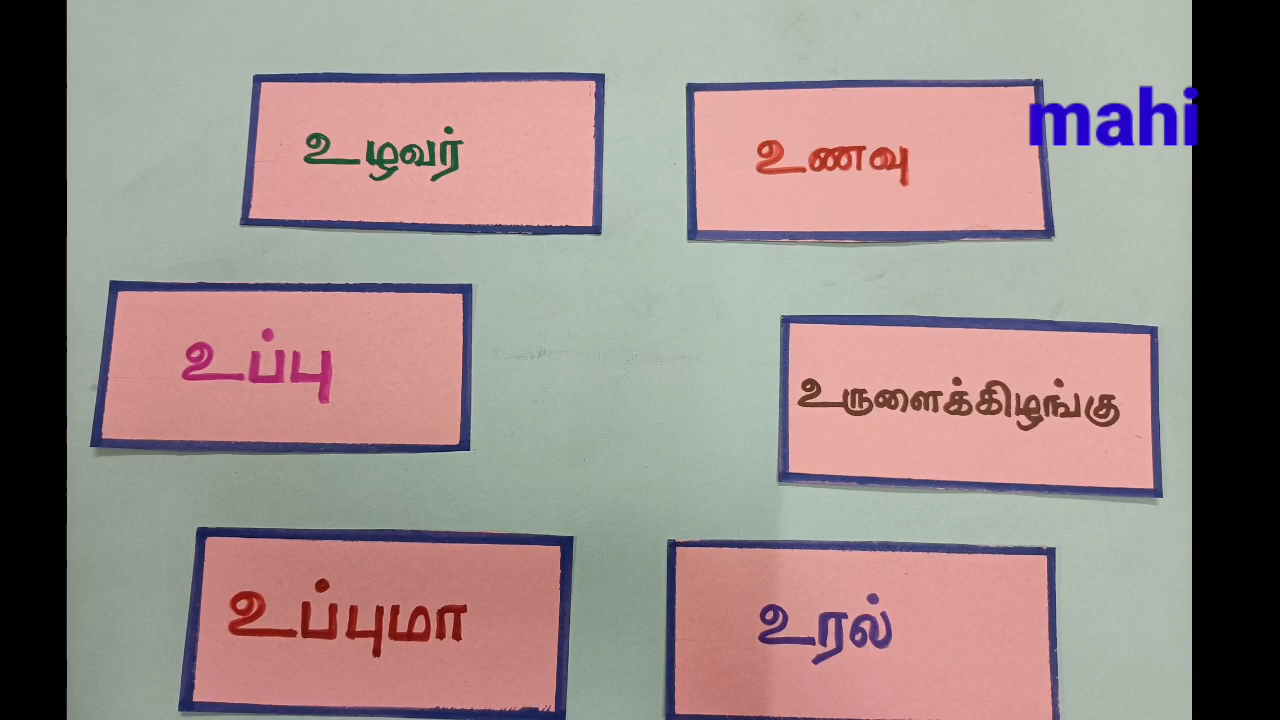 உழவர்
உணவு
mahi
உப்பு
உருளைக்கிழங்கு
உப்புமா
உரல்